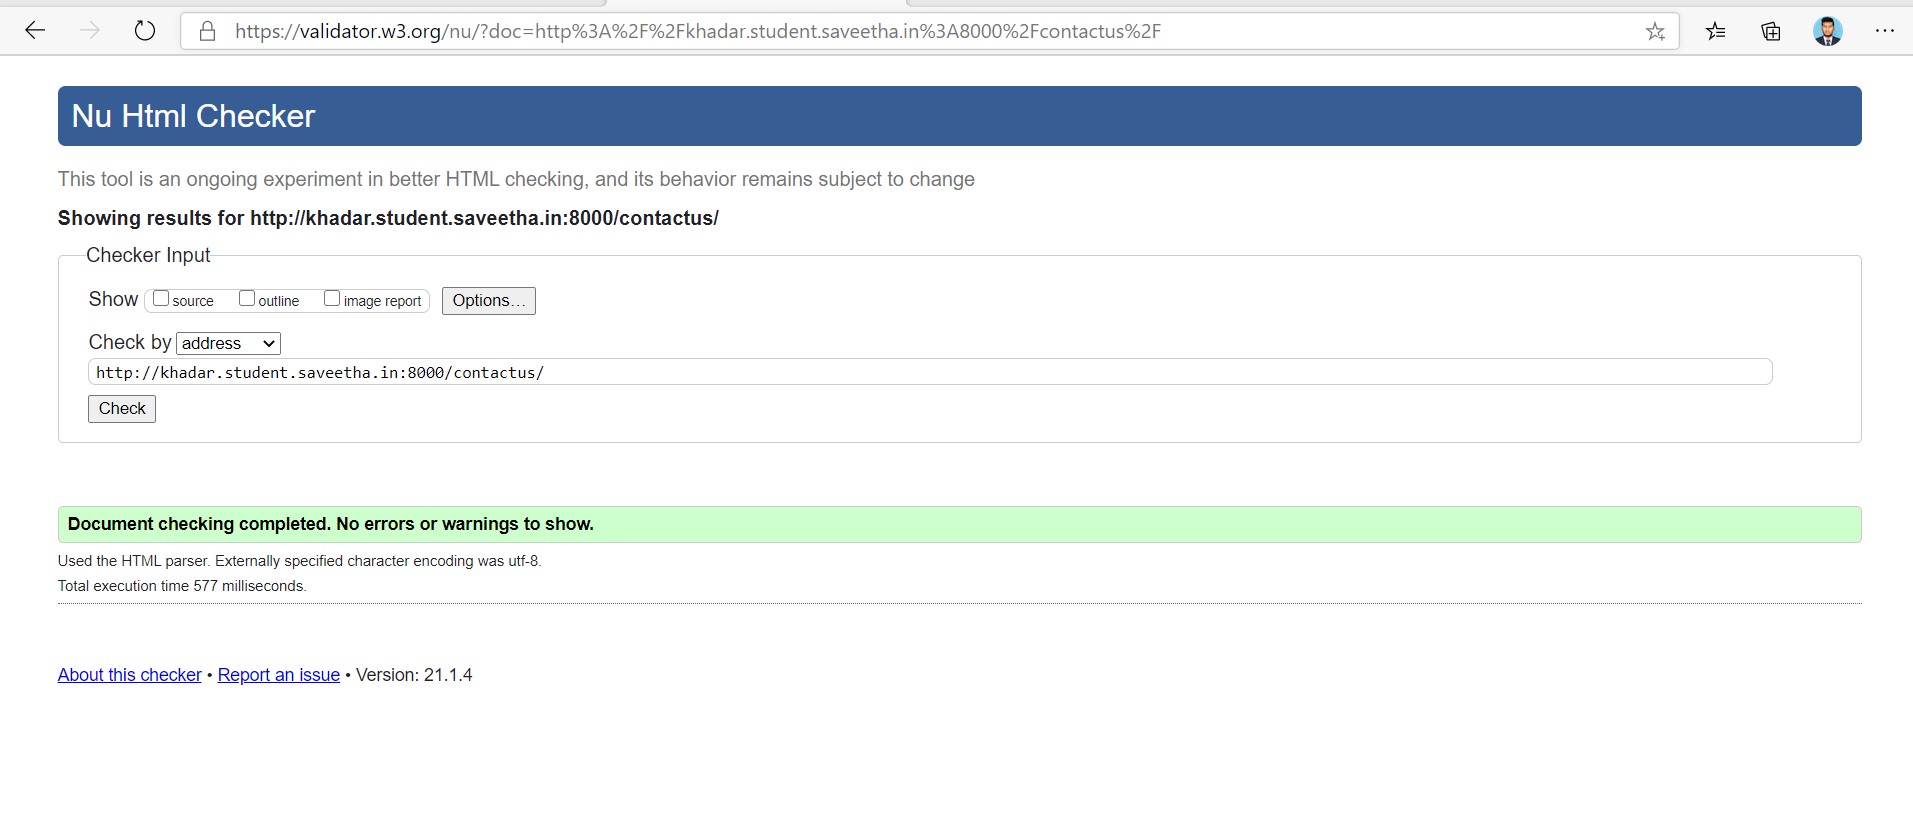 https://validator.w3.org/nu/?doc=http%3A%2F%2Fkhadar.student.saveetha.in%3A8000%2Fcontactus%2F
Nu Html Checker
This tool is an ongoing experiment in better HTML checking, and its behavior remains subject to change
Showing results for http://khadar.student.saveetha.in:8000/contactus/
Checker Input
Show source outline image report Options...
Check by address
http://khadar.student.saveetha.in:8000/contactus/
Check
Document checking completed. No errors or warnings to show.
Used the HTML parser. Externally specified character encoding was utf-8.
Total execution time 577 milliseconds.
About this checker • Report an issue • Version: 21.1.4